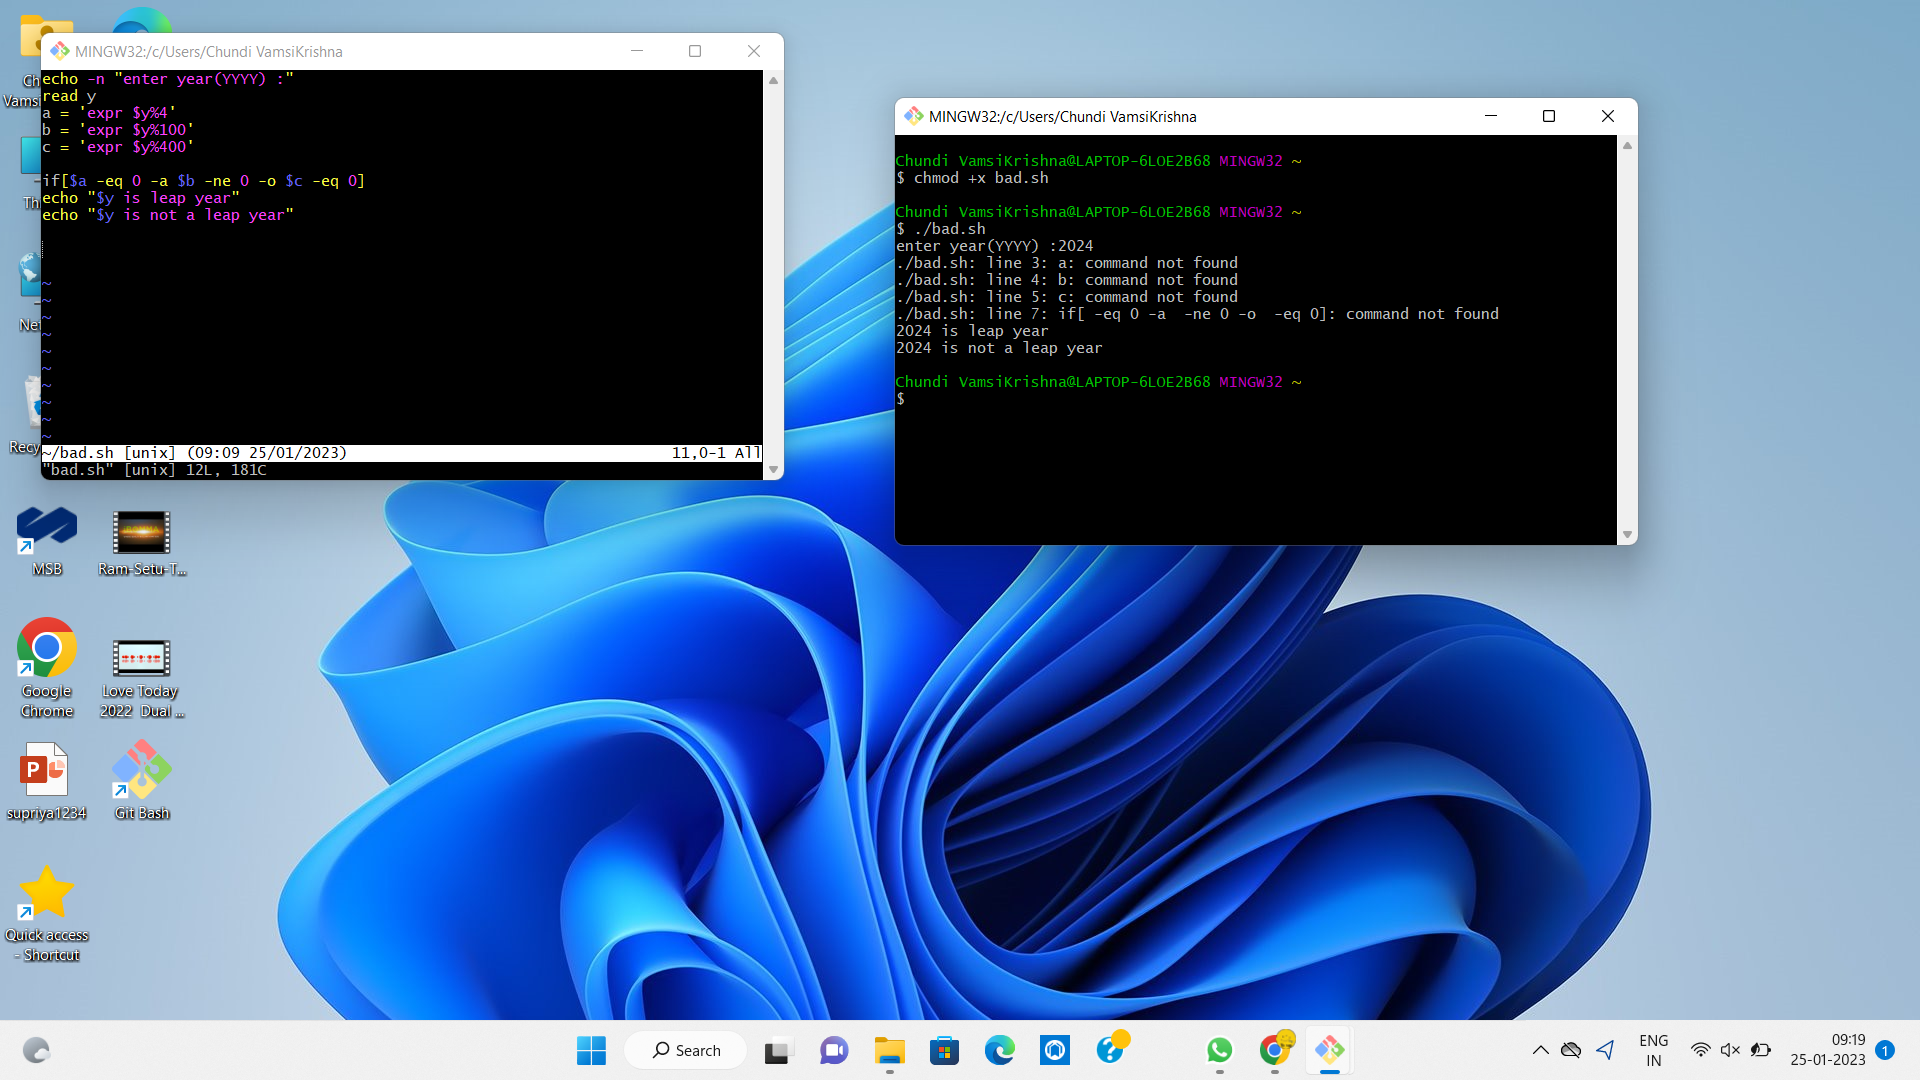 MINGW32:/c/Users/Chundi VamsiKrishna
echo -n "enter year(YYYY) :"
read y
a = 'expr $y%4'
b = 'expr $y%100'
c = 'expr $y%400'
if[$a -eq 0 -a $b -ne 0 -o $c -eq 0]
echo "$y is leap year"
echo "$y is not a leap year"
~
~
~
~
~
~
~
~
~
~
~/bad.sh [unix] (09:09 25/01/2023) 11,0-1 All
"bad.sh" [unix] 12L, 181C
MINGW32:/c/Users/Chundi VamsiKrishna
Chundi VamsiKrishna@LAPTOP-6LOE2B68 MINGW32 ~
$ chmod +x bad.sh
Chundi VamsiKrishna@LAPTOP-6LOE2B68 MINGW32 ~
$ ./bad.sh
enter year(YYYY) :2024
./bad.sh: line 3: a: command not found
./bad.sh: line 4: b: command not found
./bad.sh: line 5: c: command not found
./bad.sh: line 7: if[ -eq 0 -a  -ne 0 -o  -eq 0]: command not found
2024 is leap year
2024 is not a leap year
Chundi VamsiKrishna@LAPTOP-6LOE2B68 MINGW32 ~
$
Ch
Vamsi
Th
Net
Recy
MSB
Ram-Setu-T...
Google
Chrome
Love Today
2022 Dual ...
supriya1234
Git Bash
Quick access
- Shortcut
Search
ENG
IN
09:19
25-01-2023
1